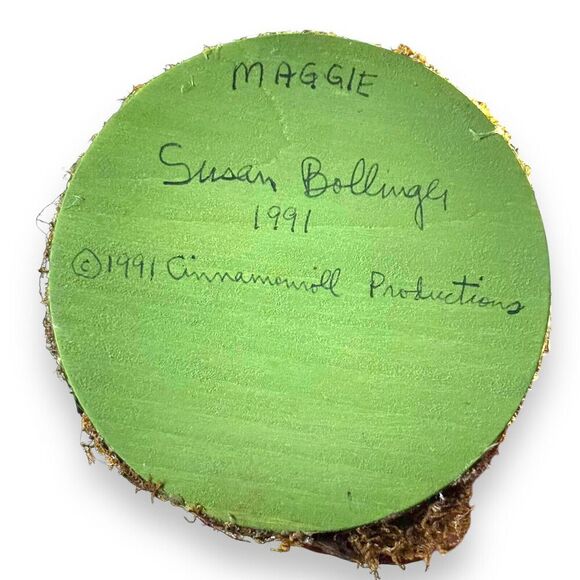 MAGGIE
Susan Bollinger
1991
©1991 Cinnamonroll Productions